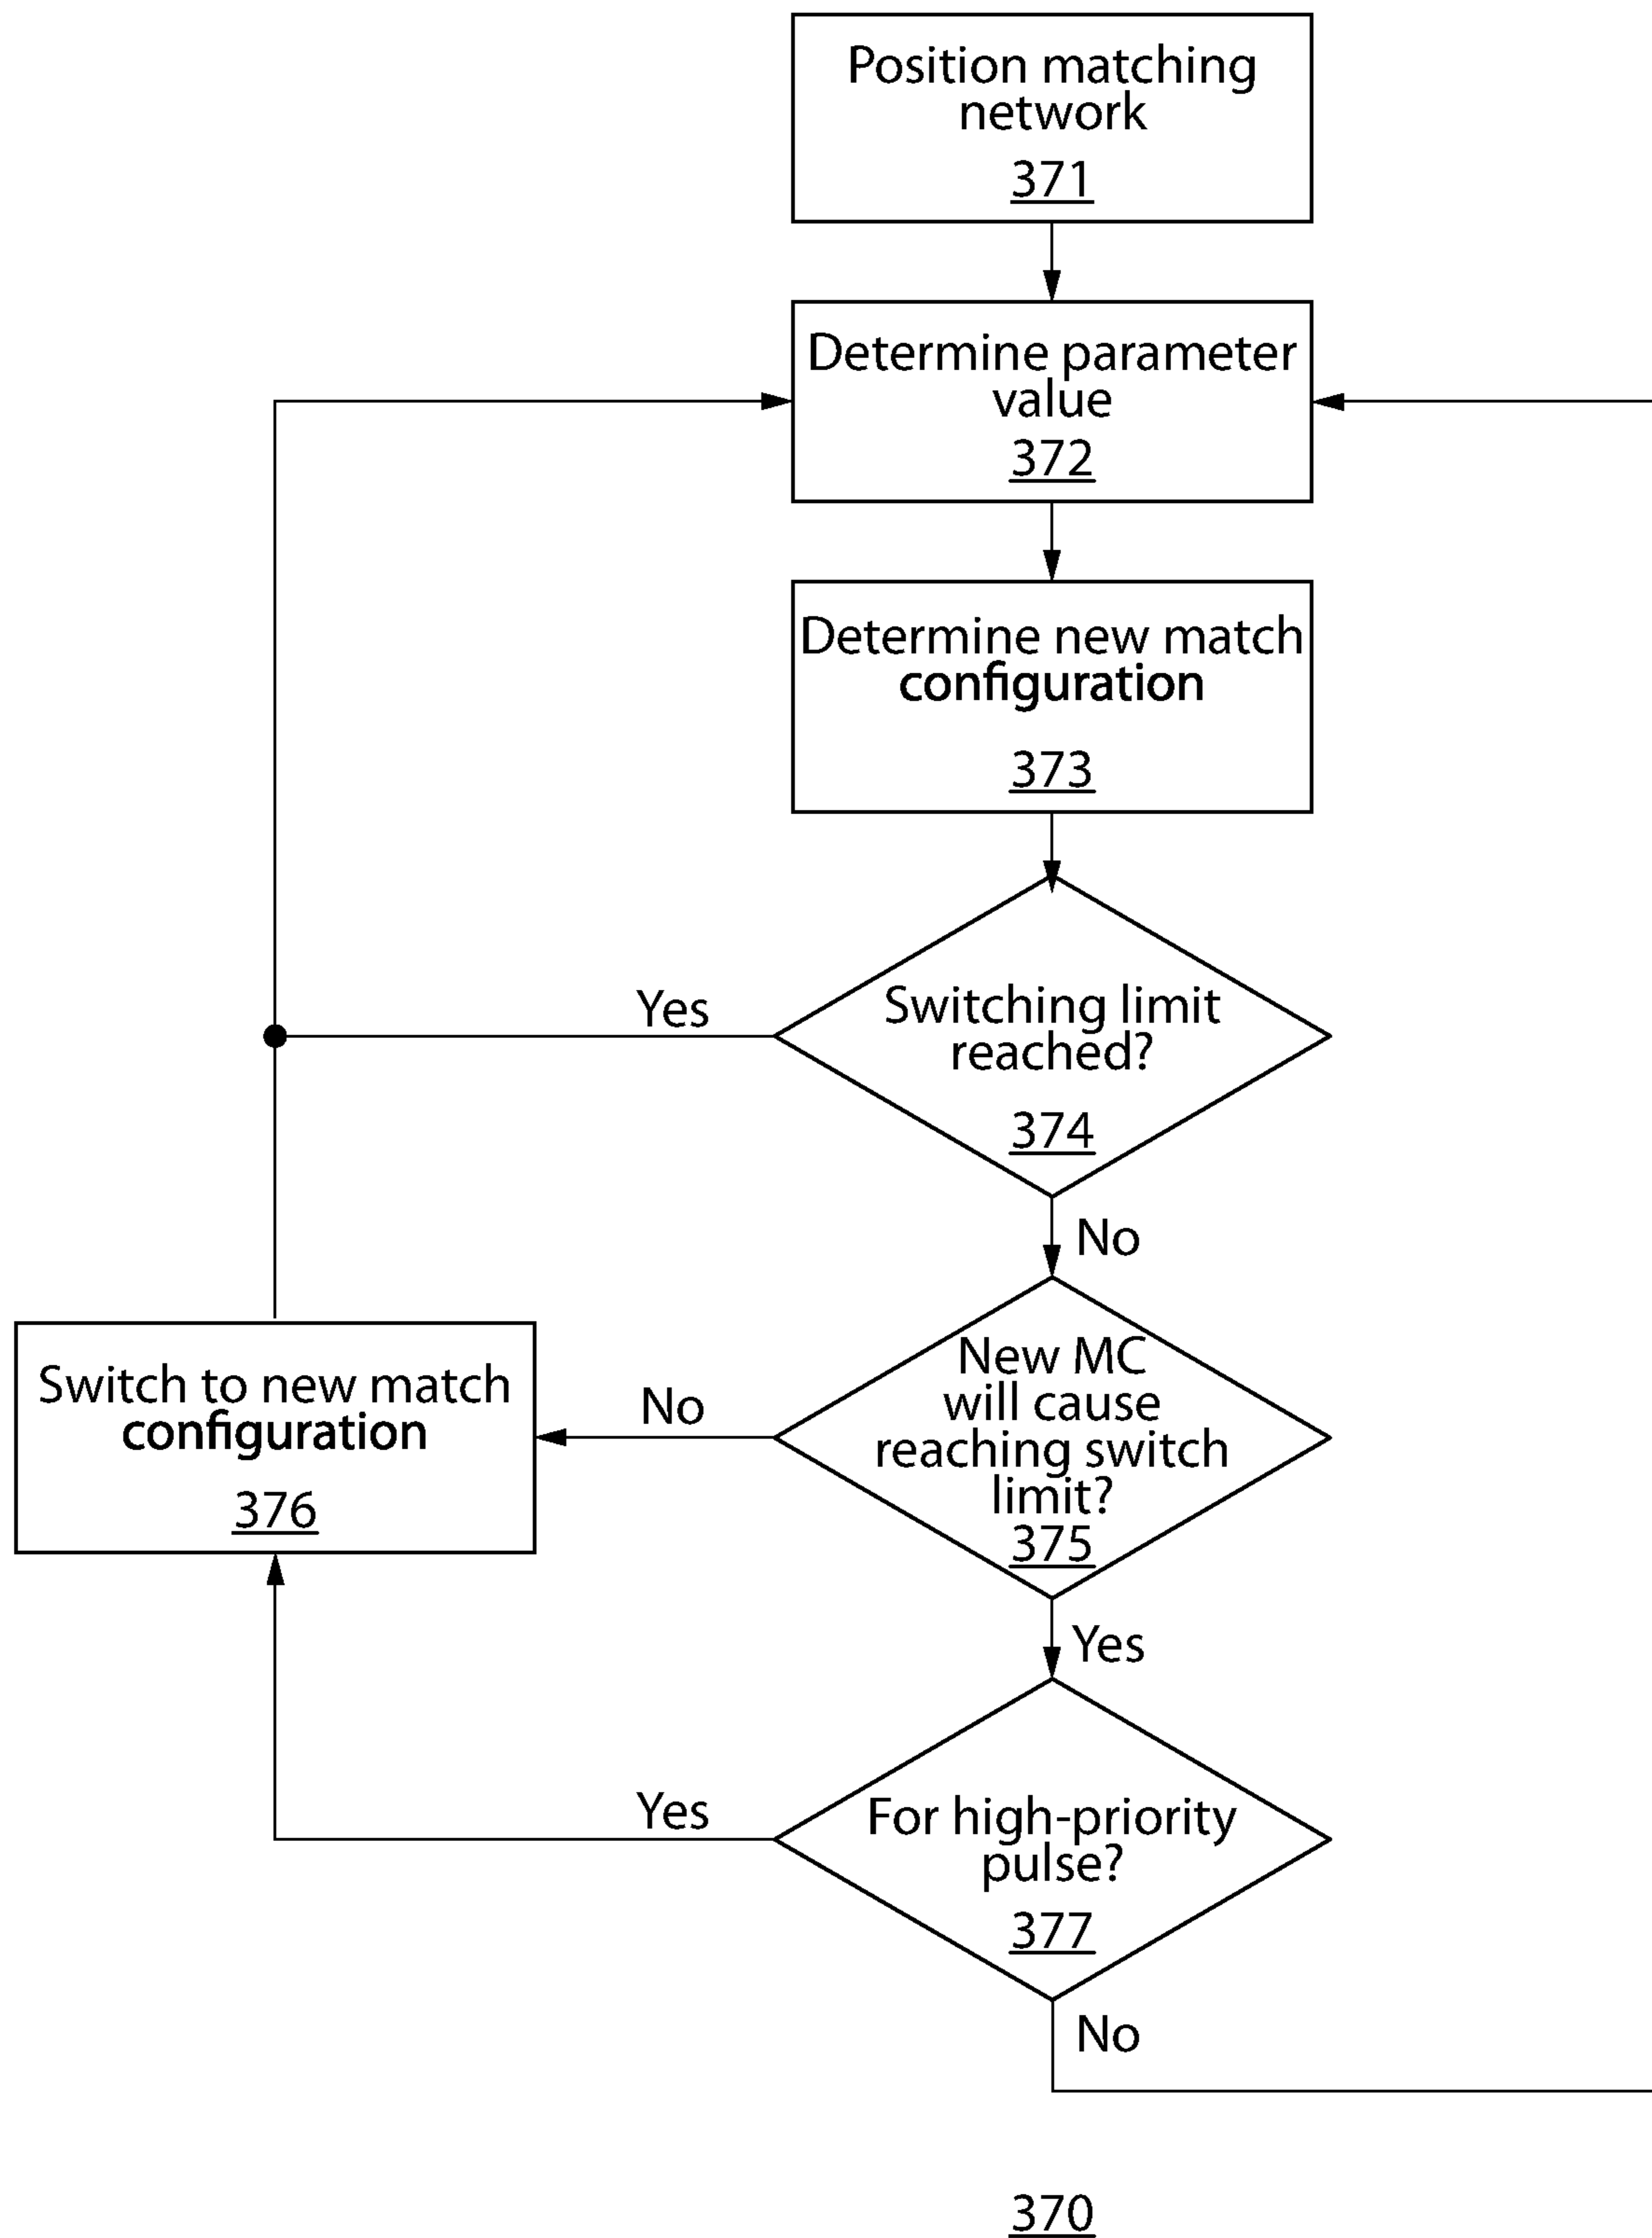 Position matching
network
371
Determine parameter
value
372
Determine new match
configuration
373
Switching limit
reached?
374
Yes
No
New MC
will cause
reaching switch
limit?
375
No
Switch to new match
configuration
376
Yes
For high-priority
pulse?
377
Yes
No
370